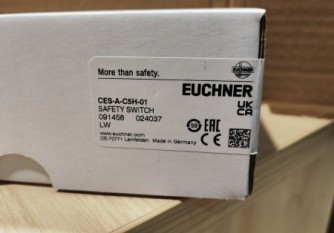 More than safety.
EUCHNER
EUCHNER
CES-A-C5H-01
SAFETY SWITCH
091458 024037
LW
UK
CA
EAC
CE
www.euchner.com
DE-70771 Leinfelden Made in Germany